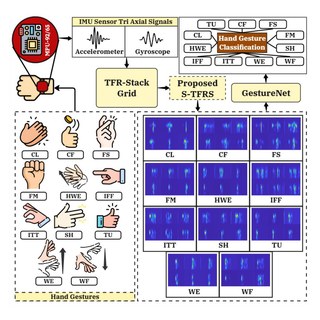 IMU Sensor Tri Axial Signals
Accelerometer
Gyroscope
TU
CF
FS
CL
Hand Gesture
Classification
FM
HWE
SH
IFF
ITT
WE
WF
TFR-Stack
Grid
Proposed
S-TFRS
GestureNet
CL
CF
FS
FM
HWE
IFF
ITT
SH
TU
WE
WF
Hand Gestures
CL
CF
FS
FM
HWE
IFF
ITT
SH
TU
WE
WF